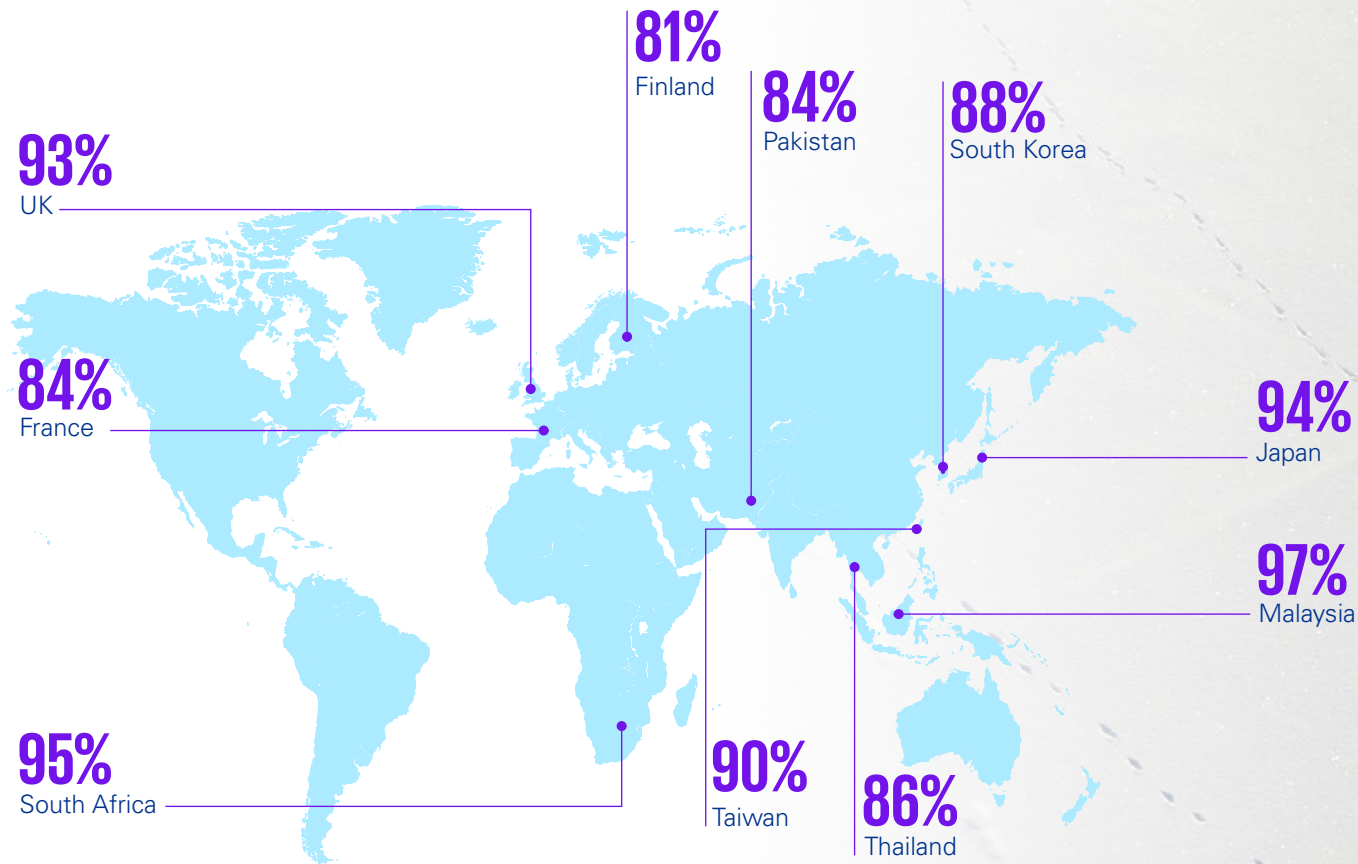 81%
Finland
84%
Pakistan
88%
South Korea
93%
UK
84%
France
94%
Japan
97%
Malaysia
95%
South Africa
90%
Taiwan
86%
Thailand